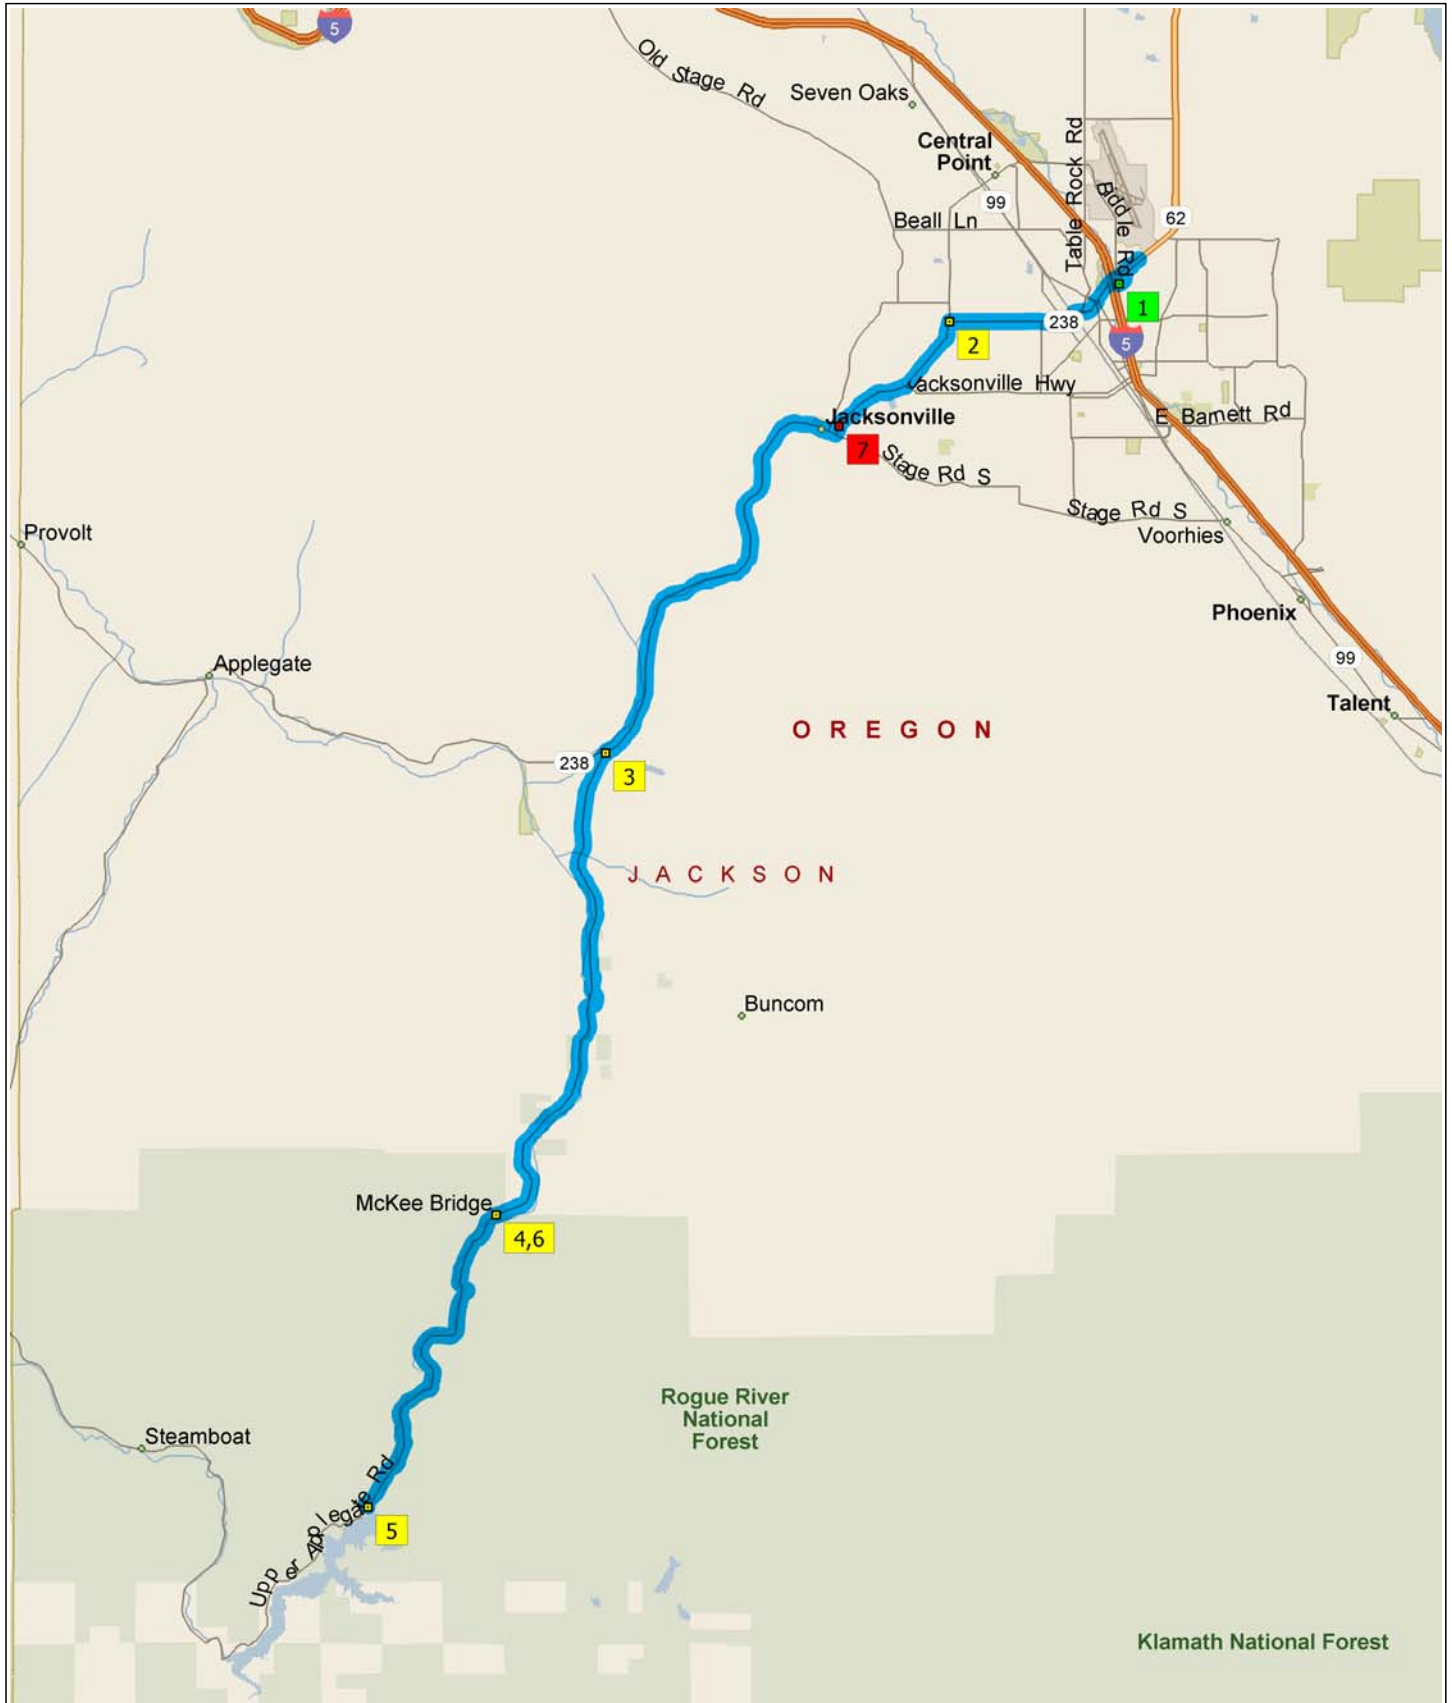 5
Old Stage Rd
Seven Oaks
Central
Point
Table Rock Rd
Biddle Rd
99
62
Beall Ln
1
238
2
5
Jacksonville Hwy
Jacksonville
E Barnett Rd
7
Stage Rd S
Stage Rd S
Voorhies
Provolt
Phoenix
Applegate
99
Talent
OREGON
238
3
JACKSON
Buncom
McKee Bridge
4,6
Rogue River
National
Forest
Steamboat
Upper Applegate Rd
5
Klamath National Forest